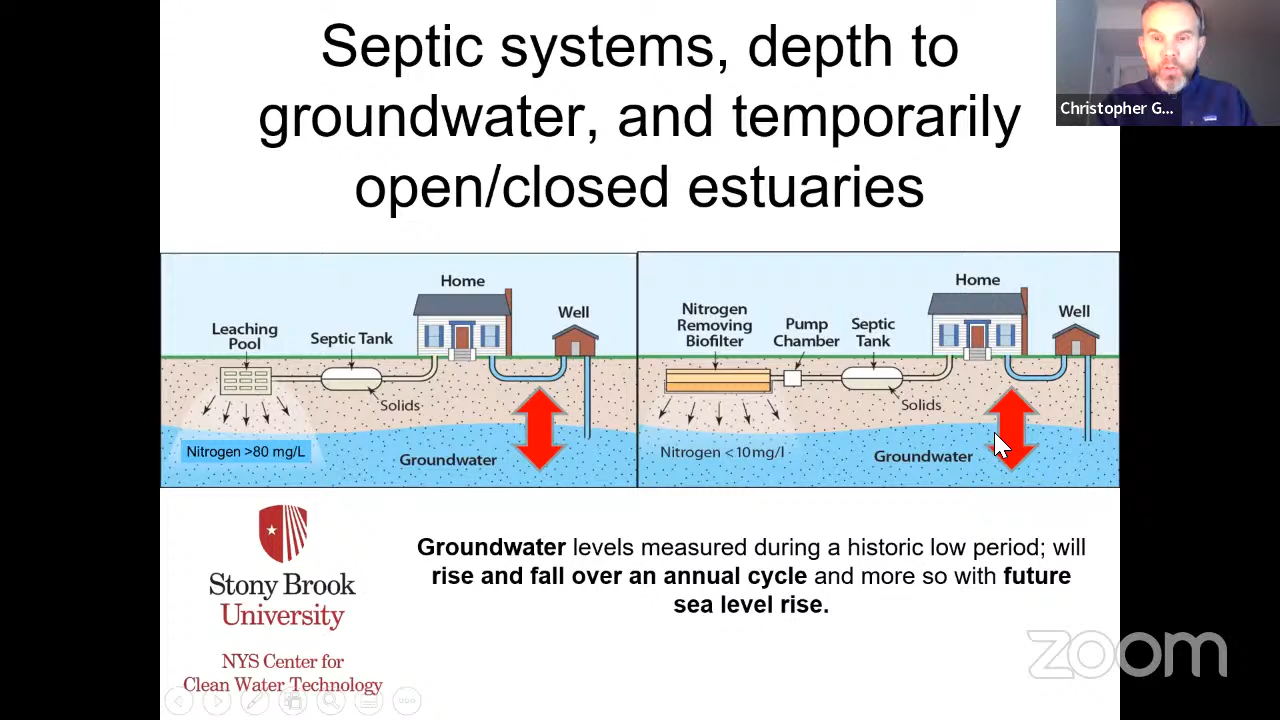 Septic systems, depth to
groundwater, and temporarily
open/closed estuaries
Christopher G...
Home
Well
Leaching
Pool
Septic Tank
Solids
Nitrogen >80 mg/L
Groundwater
Home
Well
Nitrogen
Removing
Biofilter
Pump
Chamber
Septic
Tank
Solids
Nitrogen <10mg/l
Groundwater
Stony Brook
University
NYS Center for
Clean Water Technology
Groundwater levels measured during a historic low period; will
rise and fall over an annual cycle and more so with future
sea level rise.
zoom